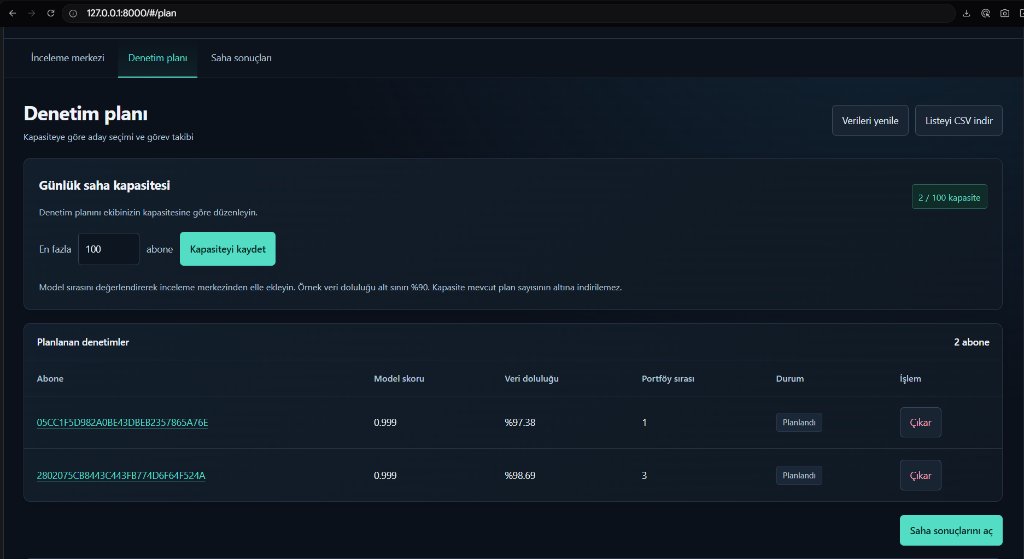 127.0.0.1:8000/#/plan
İnceleme merkezi
Denetim planı
Saha sonuçları
Denetim planı
Kapasiteye göre aday seçimi ve görev takibi
Verileri yenile
Listeyi CSV indir
Günlük saha kapasitesi
Denetim planını ekibinizin kapasitesine göre düzenleyin.
2 / 100 kapasite
En fazla 100 abone Kapasiteyi kaydet
Model sırasını değerlendirerek inceleme merkezinden elle ekleyin. Örnek veri doluluğu alt sınırı %90. Kapasite mevcut plan sayısının altına indirilemez.
Planlanan denetimler 2 abone
Abone Model skoru Veri doluluğu Portföy sırası Durum İşlem
05CC1F5D982A0BE43DBEB2357865A76E 0.999 %97.38 1 Planlandı Çıkar
2802075CB8443C443FB774D6F64F524A 0.999 %98.69 3 Planlandı Çıkar
Saha sonuçlarını aç